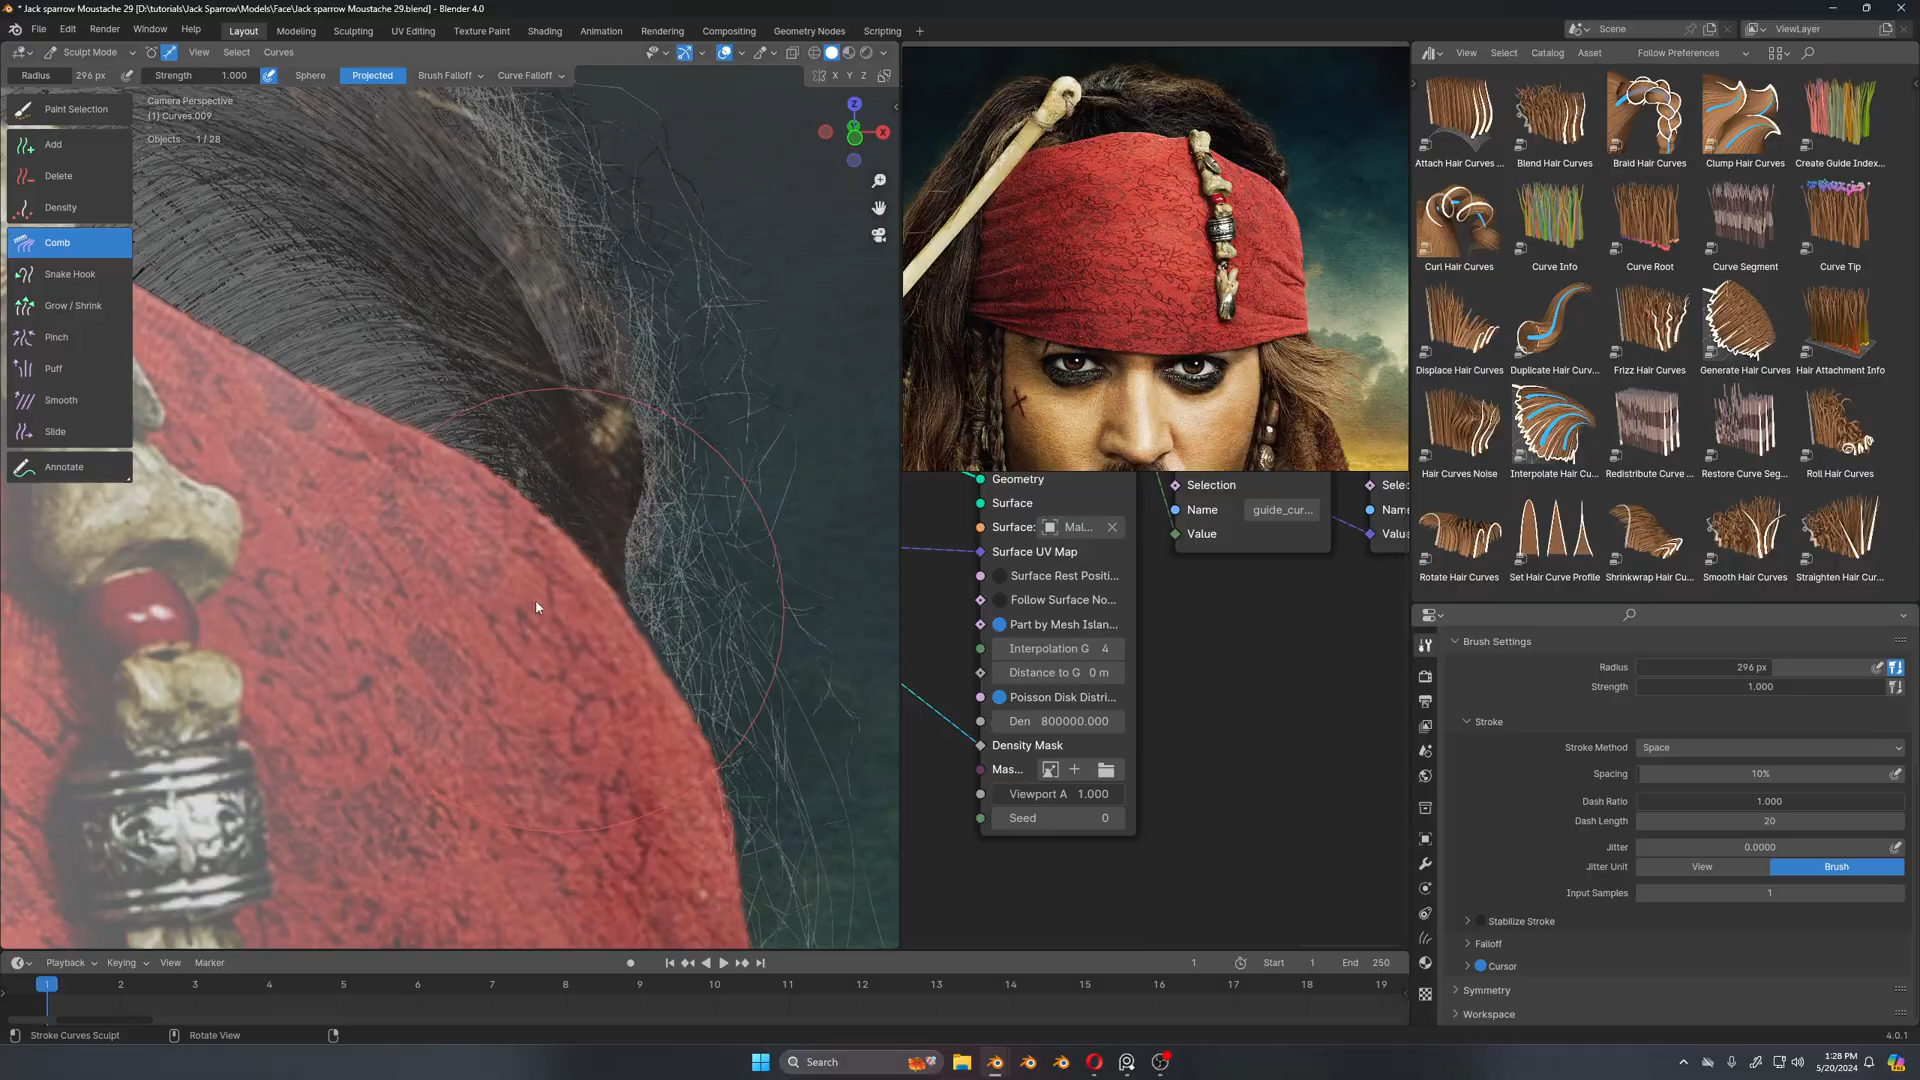 * Jack sparrow Moustache 29 [D:\tutorials\Jack Sparrow\Models\Face\Jack sparrow Moustache 29.blend] - Blender 4.0
File Edit Render Window Help Layout Modeling Sculpting UV Editing Texture Paint Shading Animation Rendering Compositing Geometry Nodes Scripting +
Scene ViewLayer
Sculpt Mode View Select Curves
View Select Catalog Asset Follow Preferences
Radius 296 px Strength 1.000 Sphere Projected Brush Falloff Curve Falloff X Y Z
Camera Perspective
(1) Curves.009
Objects 1 / 28
Z
X
Paint Selection
Add
Delete
Density
Comb
Snake Hook
Grow / Shrink
Pinch
Puff
Smooth
Slide
Annotate
Attach Hair Curves ... Blend Hair Curves Braid Hair Curves Clump Hair Curves Create Guide Index...
Curl Hair Curves Curve Info Curve Root Curve Segment Curve Tip
Displace Hair Curves Duplicate Hair Curv... Frizz Hair Curves Generate Hair Curves Hair Attachment Info
Hair Curves Noise Interpolate Hair Cu... Redistribute Curve ... Restore Curve Seg... Roll Hair Curves
Rotate Hair Curves Set Hair Curve Profile Shrinkwrap Hair Cu... Smooth Hair Curves Straighten Hair Cur...
Geometry
Surface
Surface: Mal...
Surface UV Map
Surface Rest Positi...
Follow Surface No...
Part by Mesh Islan...
Interpolation G 4
Distance to G 0 m
Poisson Disk Distri...
Den 800000.000
Density Mask
Mas...
Viewport A 1.000
Seed 0
Selection
Name guide_cur...
Value
Selec
Name
Value
Brush Settings
Radius 296 px
Strength 1.000
Stroke
Stroke Method Space
Spacing 10%
Dash Ratio 1.000
Dash Length 20
Jitter 0.0000
Jitter Unit View Brush
Input Samples 1
Stabilize Stroke
Falloff
Cursor
Symmetry
Workspace
Playback Keying View Marker 1 Start 1 End 250
1 2 3 4 5 6 7 8 9 10 11 12 13 14 15 16 17 18 19
Stroke Curves Sculpt Rotate View 4.0.1
Search
1:28 PM
5/20/2024